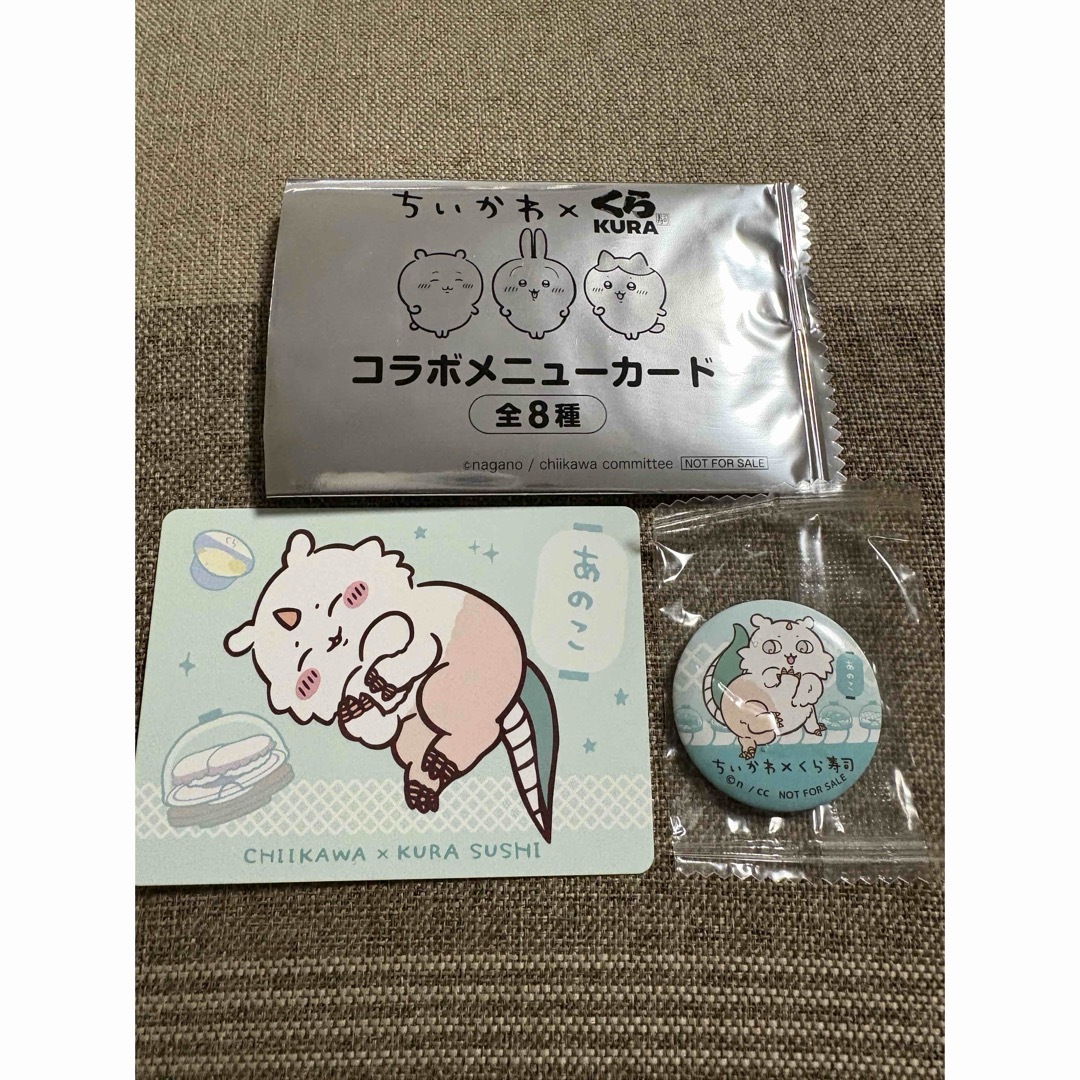 ちいかわ×くら
KURA
コラボメニューカード
全8種
©nagano / chiikawa committee NOT FOR SALE
あのこ
CHIIKAWA × KURA SUSHI
あのこ
ちいかわ×くら寿司
©n / cc NOT FOR SALE